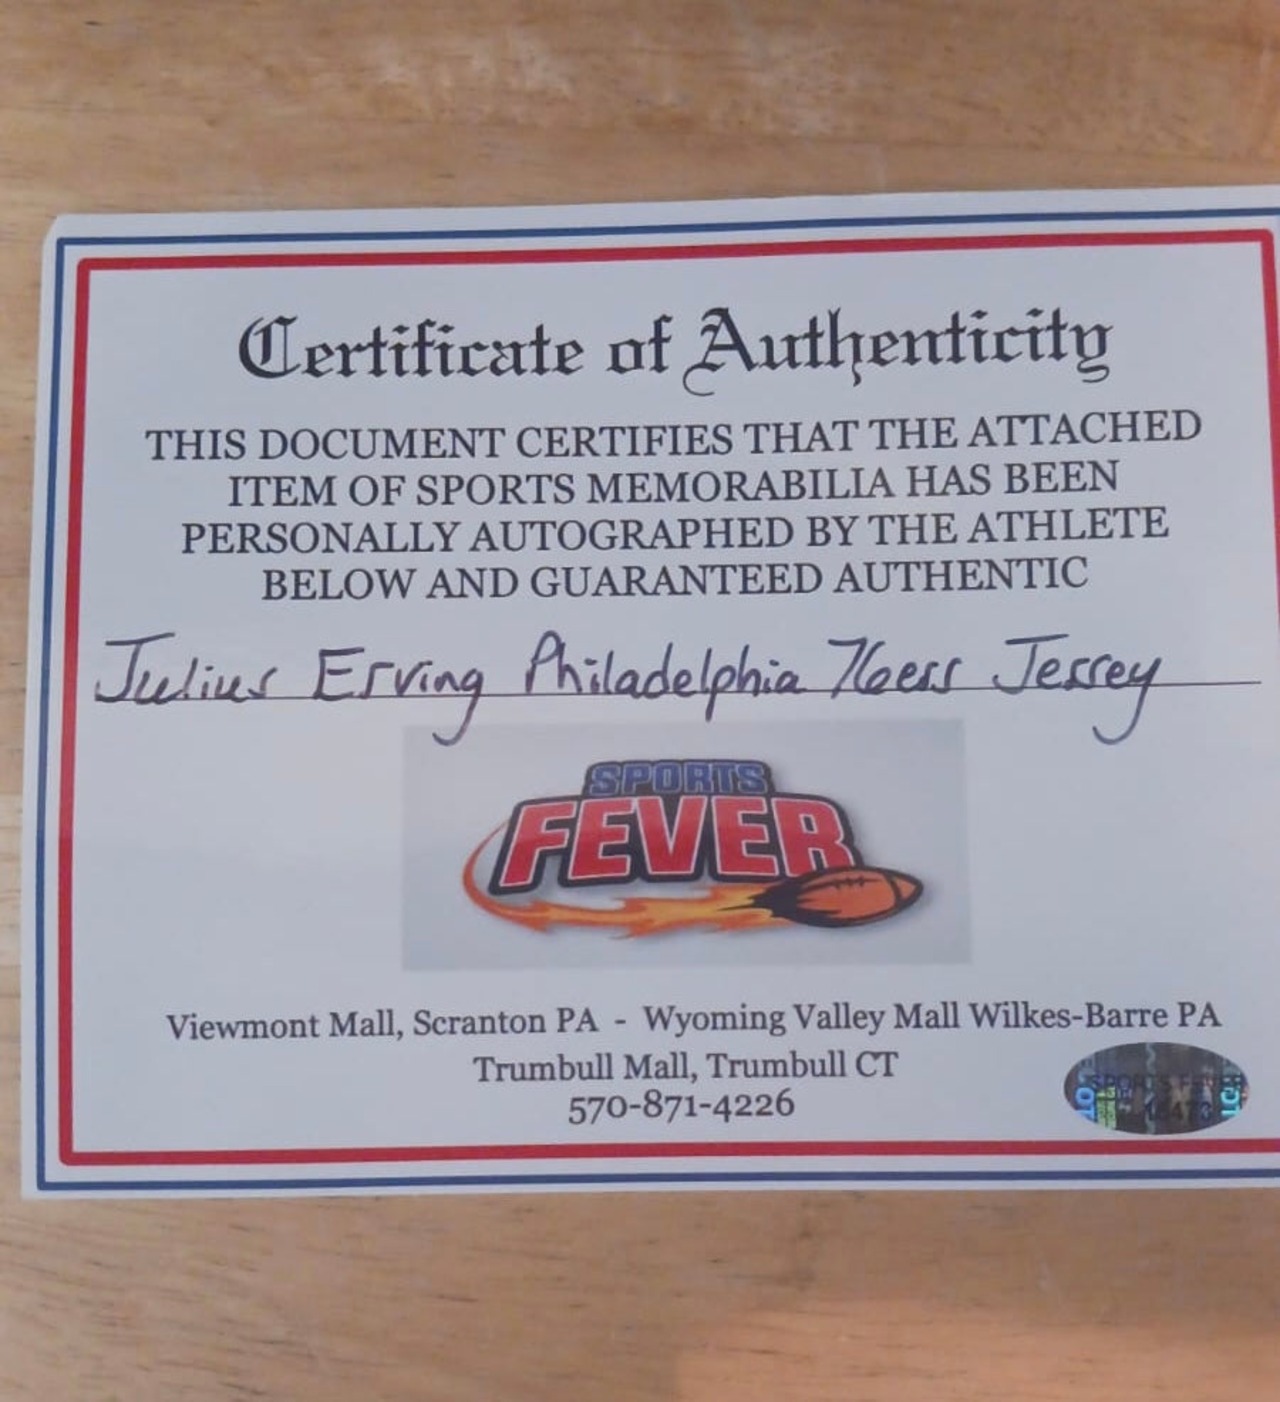 Certificate of Authenticity
THIS DOCUMENT CERTIFIES THAT THE ATTACHED
ITEM OF SPORTS MEMORABILIA HAS BEEN
PERSONALLY AUTOGRAPHED BY THE ATHLETE
BELOW AND GUARANTEED AUTHENTIC
Julius Erving Philadelphia 76ers Jersey
SPORTS
FEVER
Viewmont Mall, Scranton PA - Wyoming Valley Mall Wilkes-Barre PA
Trumbull Mall, Trumbull CT
570-871-4226
SPORTS FEVER